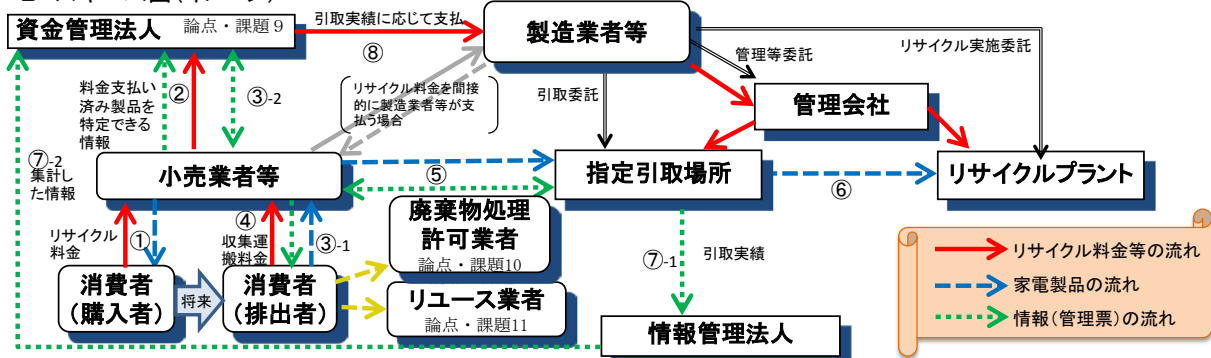 資金管理法人 論点・課題9
引取実績に応じて支払
⑧
製造業者等
管理等委託
リサイクル実施委託
料金支払い
済み製品を
特定できる
情報
②
③-2
リサイクル料金を間接
的に製造業者等が支
払う場合
引取委託
管理会社
⑦-2
集計し
た情報
小売業者等
⑤
指定引取場所
⑥
リサイクルプラント
リサイクル
料金
①
④
収集運
搬料金
③-1
廃棄物処理
許可業者
論点・課題10
⑦-1
引取実績
消費者
(購入者)
将来
消費者
(排出者)
リユース業者
論点・課題11
情報管理法人
リサイクル料金等の流れ
家電製品の流れ
情報(管理票)の流れ